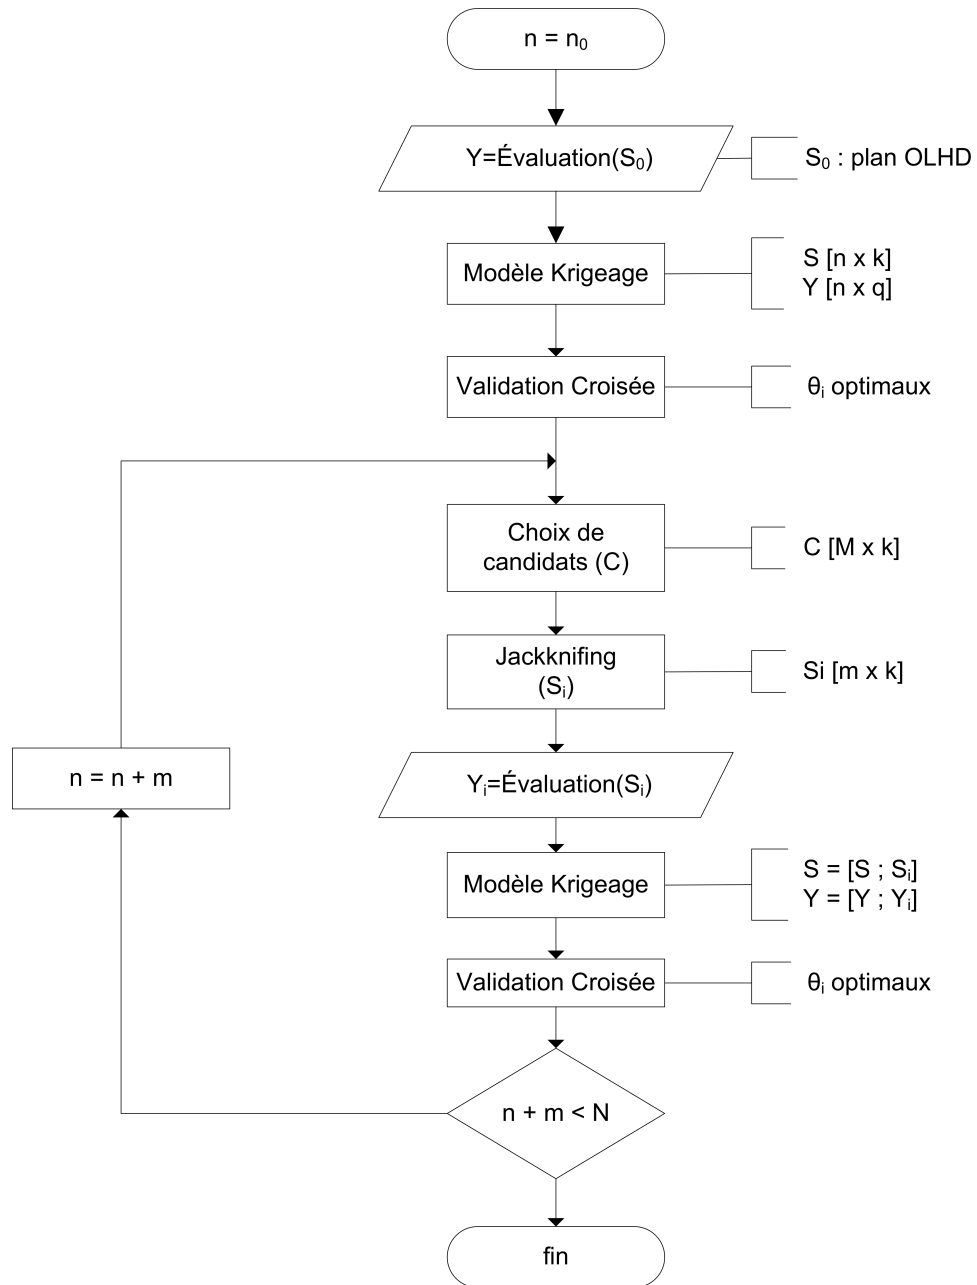 n = n₀
Y=Évaluation(S₀)
S₀ : plan OLHD
Modèle Krigeage
S [n x k]
Y [n x q]
Validation Croisée
θᵢ optimaux
Choix de
candidats (C)
C [M x k]
Jackknifing
(Sᵢ)
Si [m x k]
n = n + m
Yᵢ=Évaluation(Sᵢ)
Modèle Krigeage
S = [S ; Sᵢ]
Y = [Y ; Yᵢ]
Validation Croisée
θᵢ optimaux
n + m < N
fin